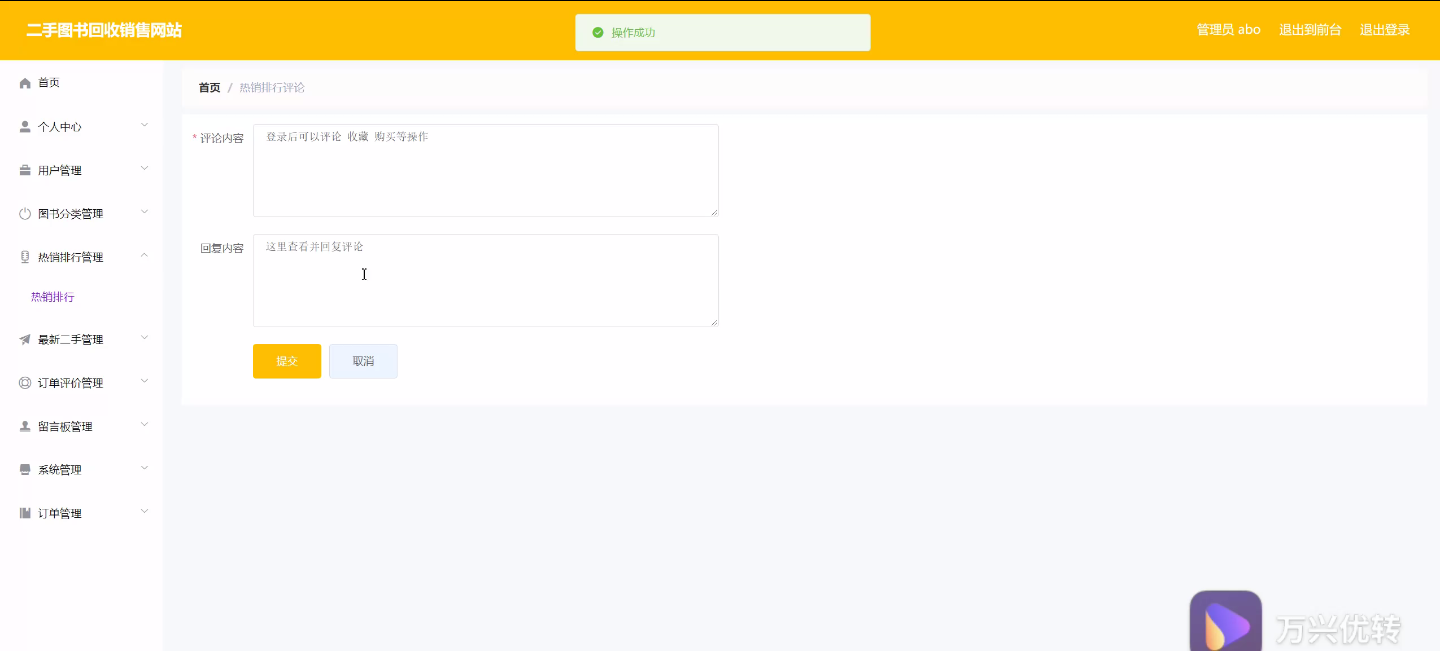 二手图书回收销售网站
操作成功
管理员 abo 退出到前台 退出登录
首页
个人中心
用户管理
图书分类管理
热销排行管理
热销排行
最新二手管理
订单评价管理
留言板管理
系统管理
订单管理
首页 / 热销排行评论
* 评论内容
登录后可以评论 收藏 购买等操作
回复内容
这里查看并回复评论
提交 取消
万兴优转